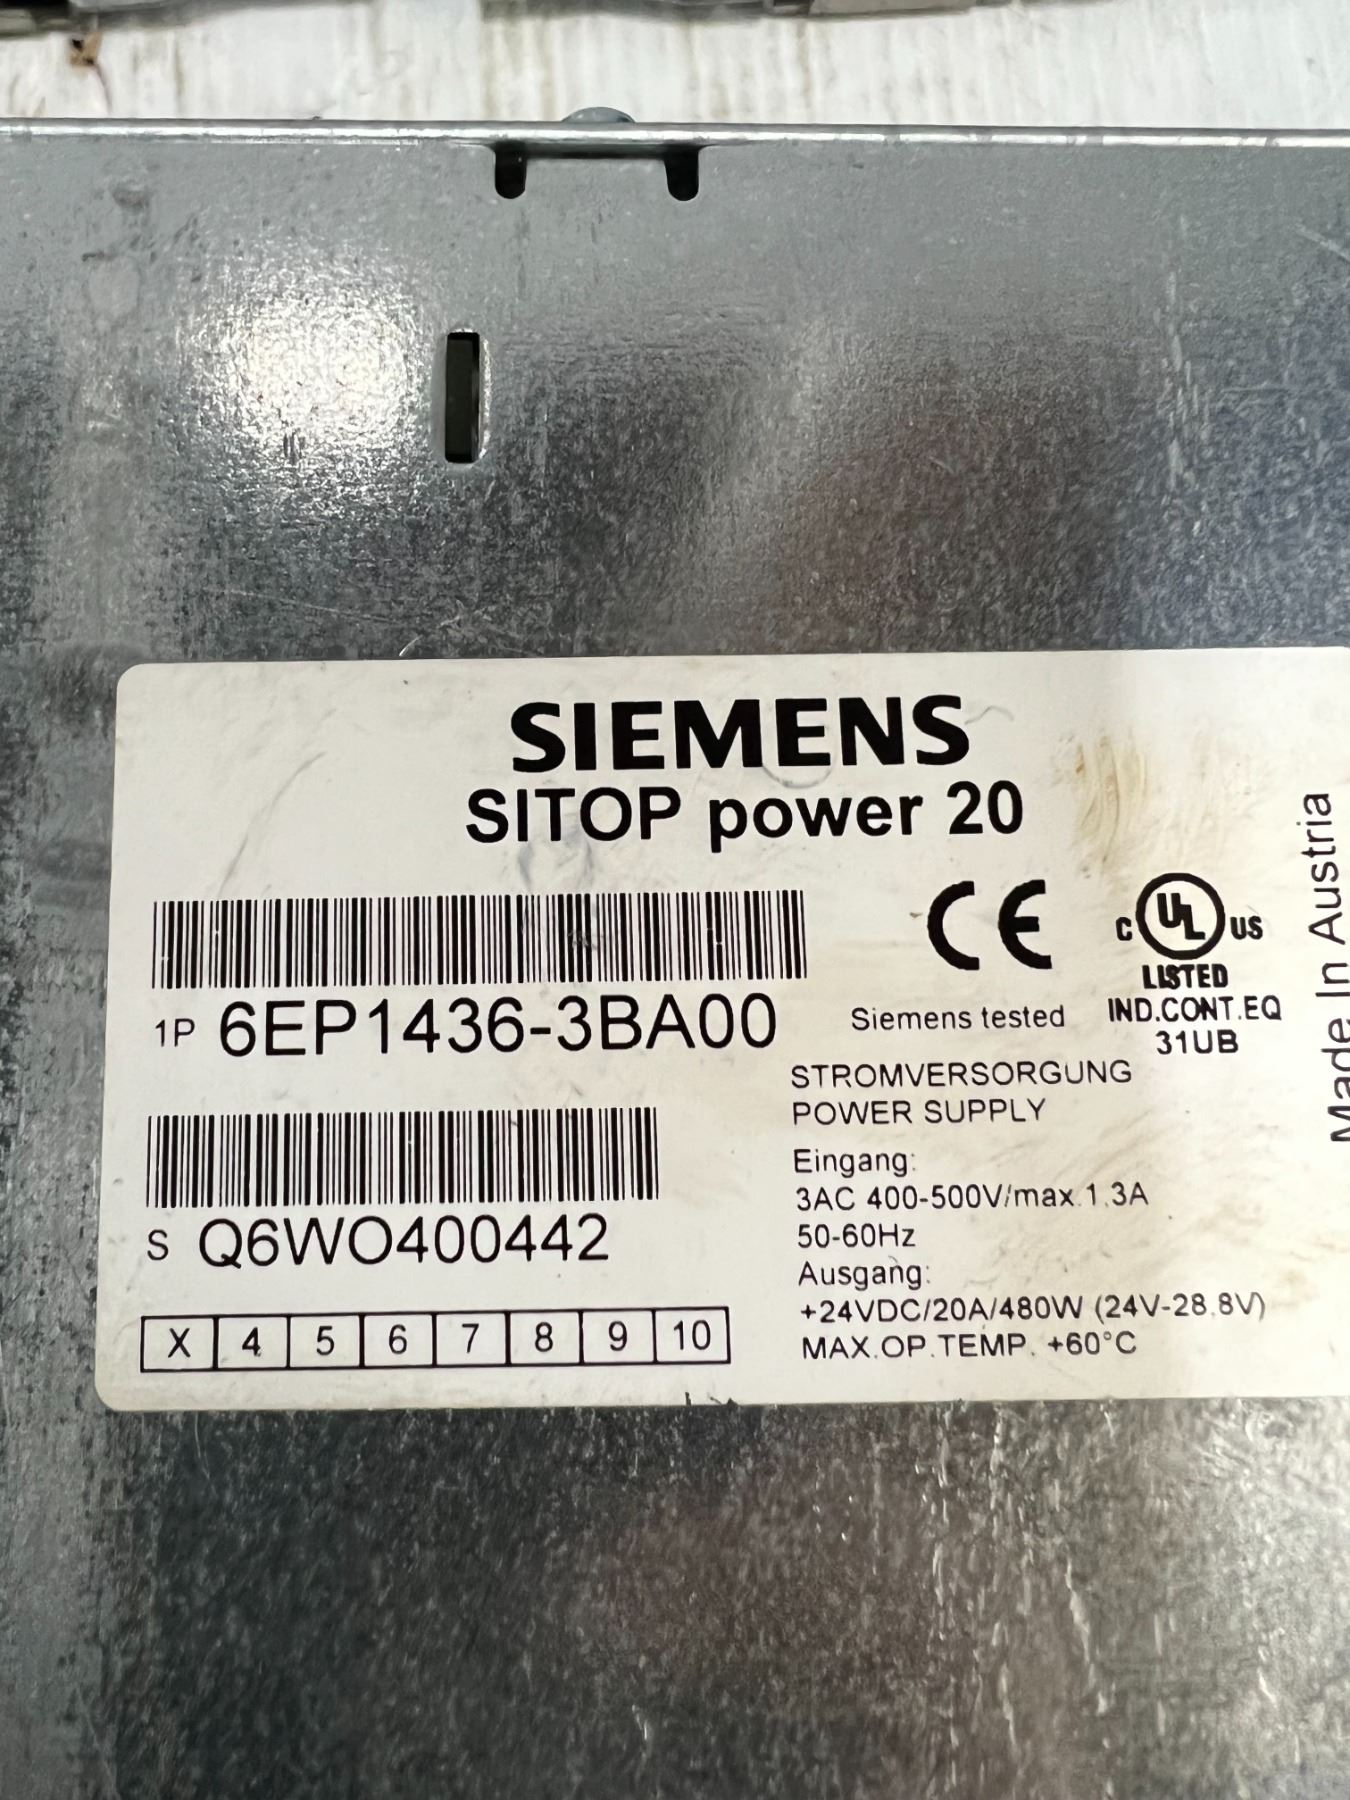 SIEMENS
SITOP power 20
1P 6EP1436-3BA00
Siemens tested
C UL US
LISTED
IND.CONT.EQ
31UB
STROMVERSORGUNG
POWER SUPPLY
S Q6WO400442
Eingang:
3AC 400-500V/max.1.3A
50-60Hz
Ausgang:
+24VDC/20A/480W (24V-28.8V)
MAX.OP.TEMP. +60°C
X 4 5 6 7 8 9 10
CE
Made In Austria